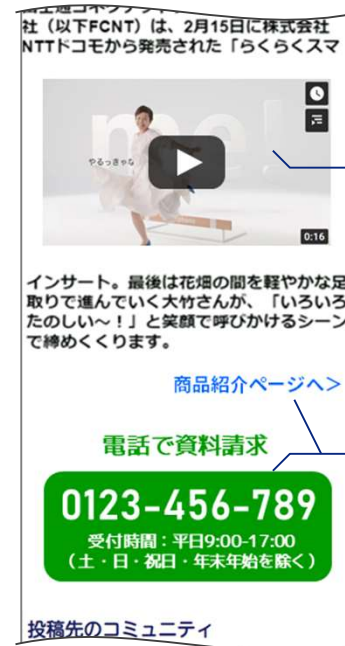 社（以下FCNT）は、2月15日に株式会社
NTTドコモから発売された「らくらくスマ
me!
やるっきゃな
0:16
インサート。最後は花畑の間を軽やかな足
取りで進んでいく大竹さんが、「いろいろ
たのしい～！」と笑顔で呼びかけるシーン
で締めくくります。
商品紹介ページへ＞
電話で資料請求
0123-456-789
受付時間：平日9:00-17:00
（土・日・祝日・年末年始を除く）
投稿先のコミュニティ